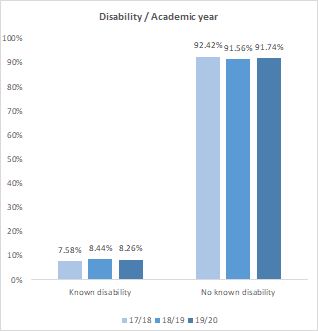 Disability / Academic year
100%
90%
80%
70%
60%
50%
40%
30%
20%
10%
0%
92.42% 91.56% 91.74%
7.58% 8.44% 8.26%
Known disability No known disability
17/18 18/19 19/20